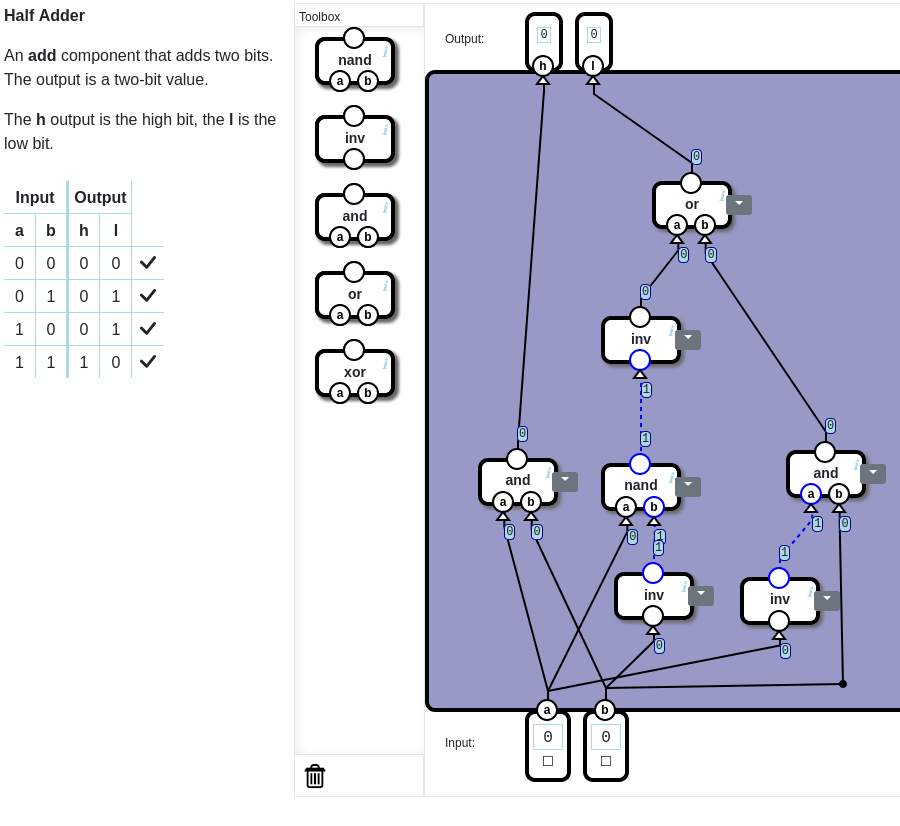 Half Adder
An add component that adds two bits.
The output is a two-bit value.
The h output is the high bit, the l is the
low bit.
Input Output
a b h l
0 0 0 0
0 1 0 1
1 0 0 1
1 1 1 0
Toolbox
nand i
a b
inv i
and i
a b
or i
a b
xor i
a b
Output:
0 0
h l
0
or i
a b
0 0
0
inv i
1
0 1 0
and i
a b
0 0
nand i
a b
0 1
1
and i
a b
1 0
1
inv i
0
inv i
0
a b
Input:
0 0